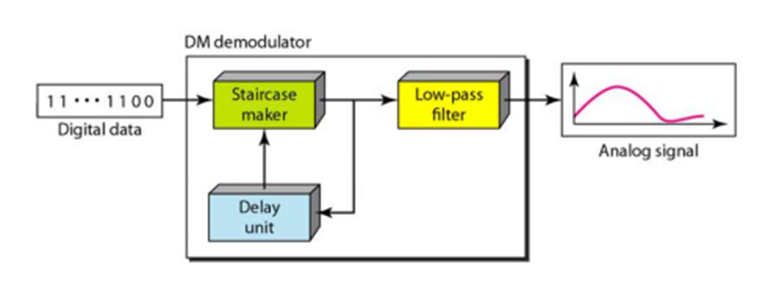 DM demodulator
11 ••• 1100
Digital data
Staircase
maker
Low-pass
filter
Analog signal
Delay
unit